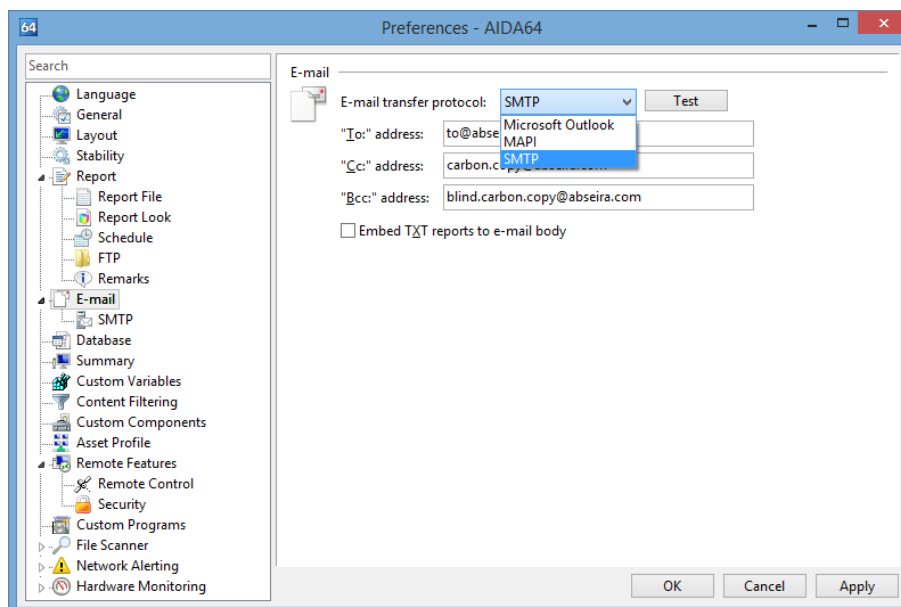 64
Preferences - AIDA64
Search
Language
General
Layout
Stability
Report
Report File
Report Look
Schedule
FTP
Remarks
E-mail
SMTP
Database
Summary
Custom Variables
Content Filtering
Custom Components
Asset Profile
Remote Features
Remote Control
Security
Custom Programs
File Scanner
Network Alerting
Hardware Monitoring
E-mail
E-mail transfer protocol: SMTP Test
Microsoft Outlook
MAPI
SMTP
"To:" address: to@abse
"Cc:" address:
"Bcc:" address: blind.carbon.copy@abseira.com
Embed TXT reports to e-mail body
OK Cancel Apply